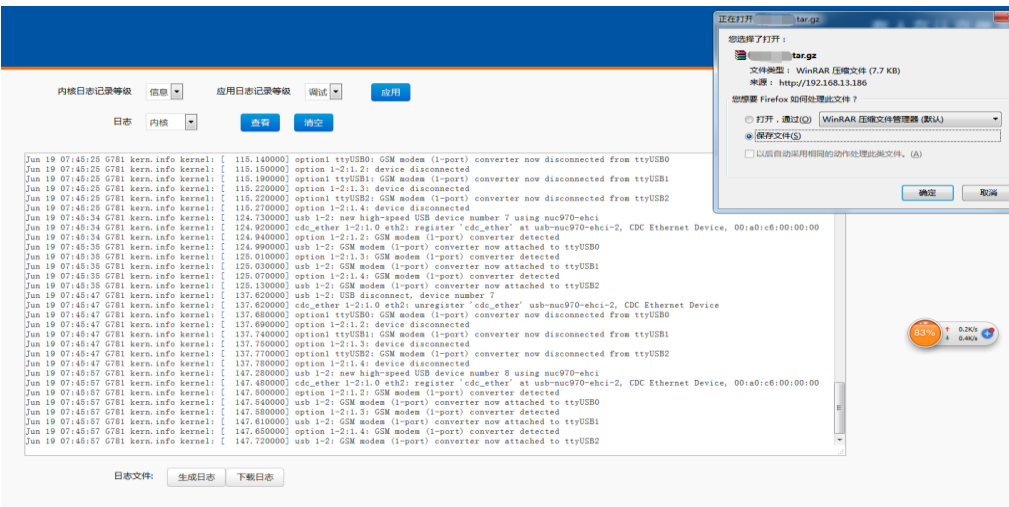 正在打开 tar.gz
您选择了打开：
tar.gz
文件类型： WinRAR 压缩文件 (7.7 KB)
来源： http://192.168.13.186
您想要 Firefox 如何处理此文件？
打开，通过(O) WinRAR 压缩文件管理器 (默认)
保存文件(S)
以后自动采用相同的动作处理此类文件。(A)
确定 取消
内核日志记录等级 信息 应用日志记录等级 调试 应用
日志 内核 查看 清空
Jun 19 07:45:25 G781 kern.info kernel: [ 115.140000] option1 ttyUSB0: GSM modem (1-port) converter now disconnected from ttyUSB0
Jun 19 07:45:25 G781 kern.info kernel: [ 115.150000] option 1-2:1.2: device disconnected
Jun 19 07:45:25 G781 kern.info kernel: [ 115.190000] option1 ttyUSB1: GSM modem (1-port) converter now disconnected from ttyUSB1
Jun 19 07:45:25 G781 kern.info kernel: [ 115.220000] option 1-2:1.3: device disconnected
Jun 19 07:45:25 G781 kern.info kernel: [ 115.220000] option1 ttyUSB2: GSM modem (1-port) converter now disconnected from ttyUSB2
Jun 19 07:45:25 G781 kern.info kernel: [ 115.270000] option 1-2:1.4: device disconnected
Jun 19 07:45:34 G781 kern.info kernel: [ 124.730000] usb 1-2: new high-speed USB device number 7 using nuc970-ehci
Jun 19 07:45:34 G781 kern.info kernel: [ 124.920000] cdc_ether 1-2:1.0 eth2: register 'cdc_ether' at usb-nuc970-ehci-2, CDC Ethernet Device, 00:a0:c6:00:00:00
Jun 19 07:45:34 G781 kern.info kernel: [ 124.940000] option 1-2:1.2: GSM modem (1-port) converter detected
Jun 19 07:45:35 G781 kern.info kernel: [ 124.990000] usb 1-2: GSM modem (1-port) converter now attached to ttyUSB0
Jun 19 07:45:35 G781 kern.info kernel: [ 125.010000] option 1-2:1.3: GSM modem (1-port) converter detected
Jun 19 07:45:35 G781 kern.info kernel: [ 125.030000] usb 1-2: GSM modem (1-port) converter now attached to ttyUSB1
Jun 19 07:45:35 G781 kern.info kernel: [ 125.070000] option 1-2:1.4: GSM modem (1-port) converter detected
Jun 19 07:45:35 G781 kern.info kernel: [ 125.130000] usb 1-2: GSM modem (1-port) converter now attached to ttyUSB2
Jun 19 07:45:47 G781 kern.info kernel: [ 137.620000] usb 1-2: USB disconnect, device number 7
Jun 19 07:45:47 G781 kern.info kernel: [ 137.620000] cdc_ether 1-2:1.0 eth2: unregister 'cdc_ether' usb-nuc970-ehci-2, CDC Ethernet Device
Jun 19 07:45:47 G781 kern.info kernel: [ 137.680000] option1 ttyUSB0: GSM modem (1-port) converter now disconnected from ttyUSB0
Jun 19 07:45:47 G781 kern.info kernel: [ 137.690000] option 1-2:1.2: device disconnected
Jun 19 07:45:47 G781 kern.info kernel: [ 137.740000] option1 ttyUSB1: GSM modem (1-port) converter now disconnected from ttyUSB1
Jun 19 07:45:47 G781 kern.info kernel: [ 137.750000] option 1-2:1.3: device disconnected
Jun 19 07:45:47 G781 kern.info kernel: [ 137.770000] option1 ttyUSB2: GSM modem (1-port) converter now disconnected from ttyUSB2
Jun 19 07:45:47 G781 kern.info kernel: [ 137.780000] option 1-2:1.4: device disconnected
Jun 19 07:45:57 G781 kern.info kernel: [ 147.280000] usb 1-2: new high-speed USB device number 8 using nuc970-ehci
Jun 19 07:45:57 G781 kern.info kernel: [ 147.480000] cdc_ether 1-2:1.0 eth2: register 'cdc_ether' at usb-nuc970-ehci-2, CDC Ethernet Device, 00:a0:c6:00:00:00
Jun 19 07:45:57 G781 kern.info kernel: [ 147.500000] option 1-2:1.2: GSM modem (1-port) converter detected
Jun 19 07:45:57 G781 kern.info kernel: [ 147.540000] usb 1-2: GSM modem (1-port) converter now attached to ttyUSB0
Jun 19 07:45:57 G781 kern.info kernel: [ 147.580000] option 1-2:1.3: GSM modem (1-port) converter detected
Jun 19 07:45:57 G781 kern.info kernel: [ 147.610000] usb 1-2: GSM modem (1-port) converter now attached to ttyUSB1
Jun 19 07:45:57 G781 kern.info kernel: [ 147.650000] option 1-2:1.4: GSM modem (1-port) converter detected
Jun 19 07:45:57 G781 kern.info kernel: [ 147.720000] usb 1-2: GSM modem (1-port) converter now attached to ttyUSB2
83% 0.2K/s
0.4K/s
日志文件: 生成日志 下载日志